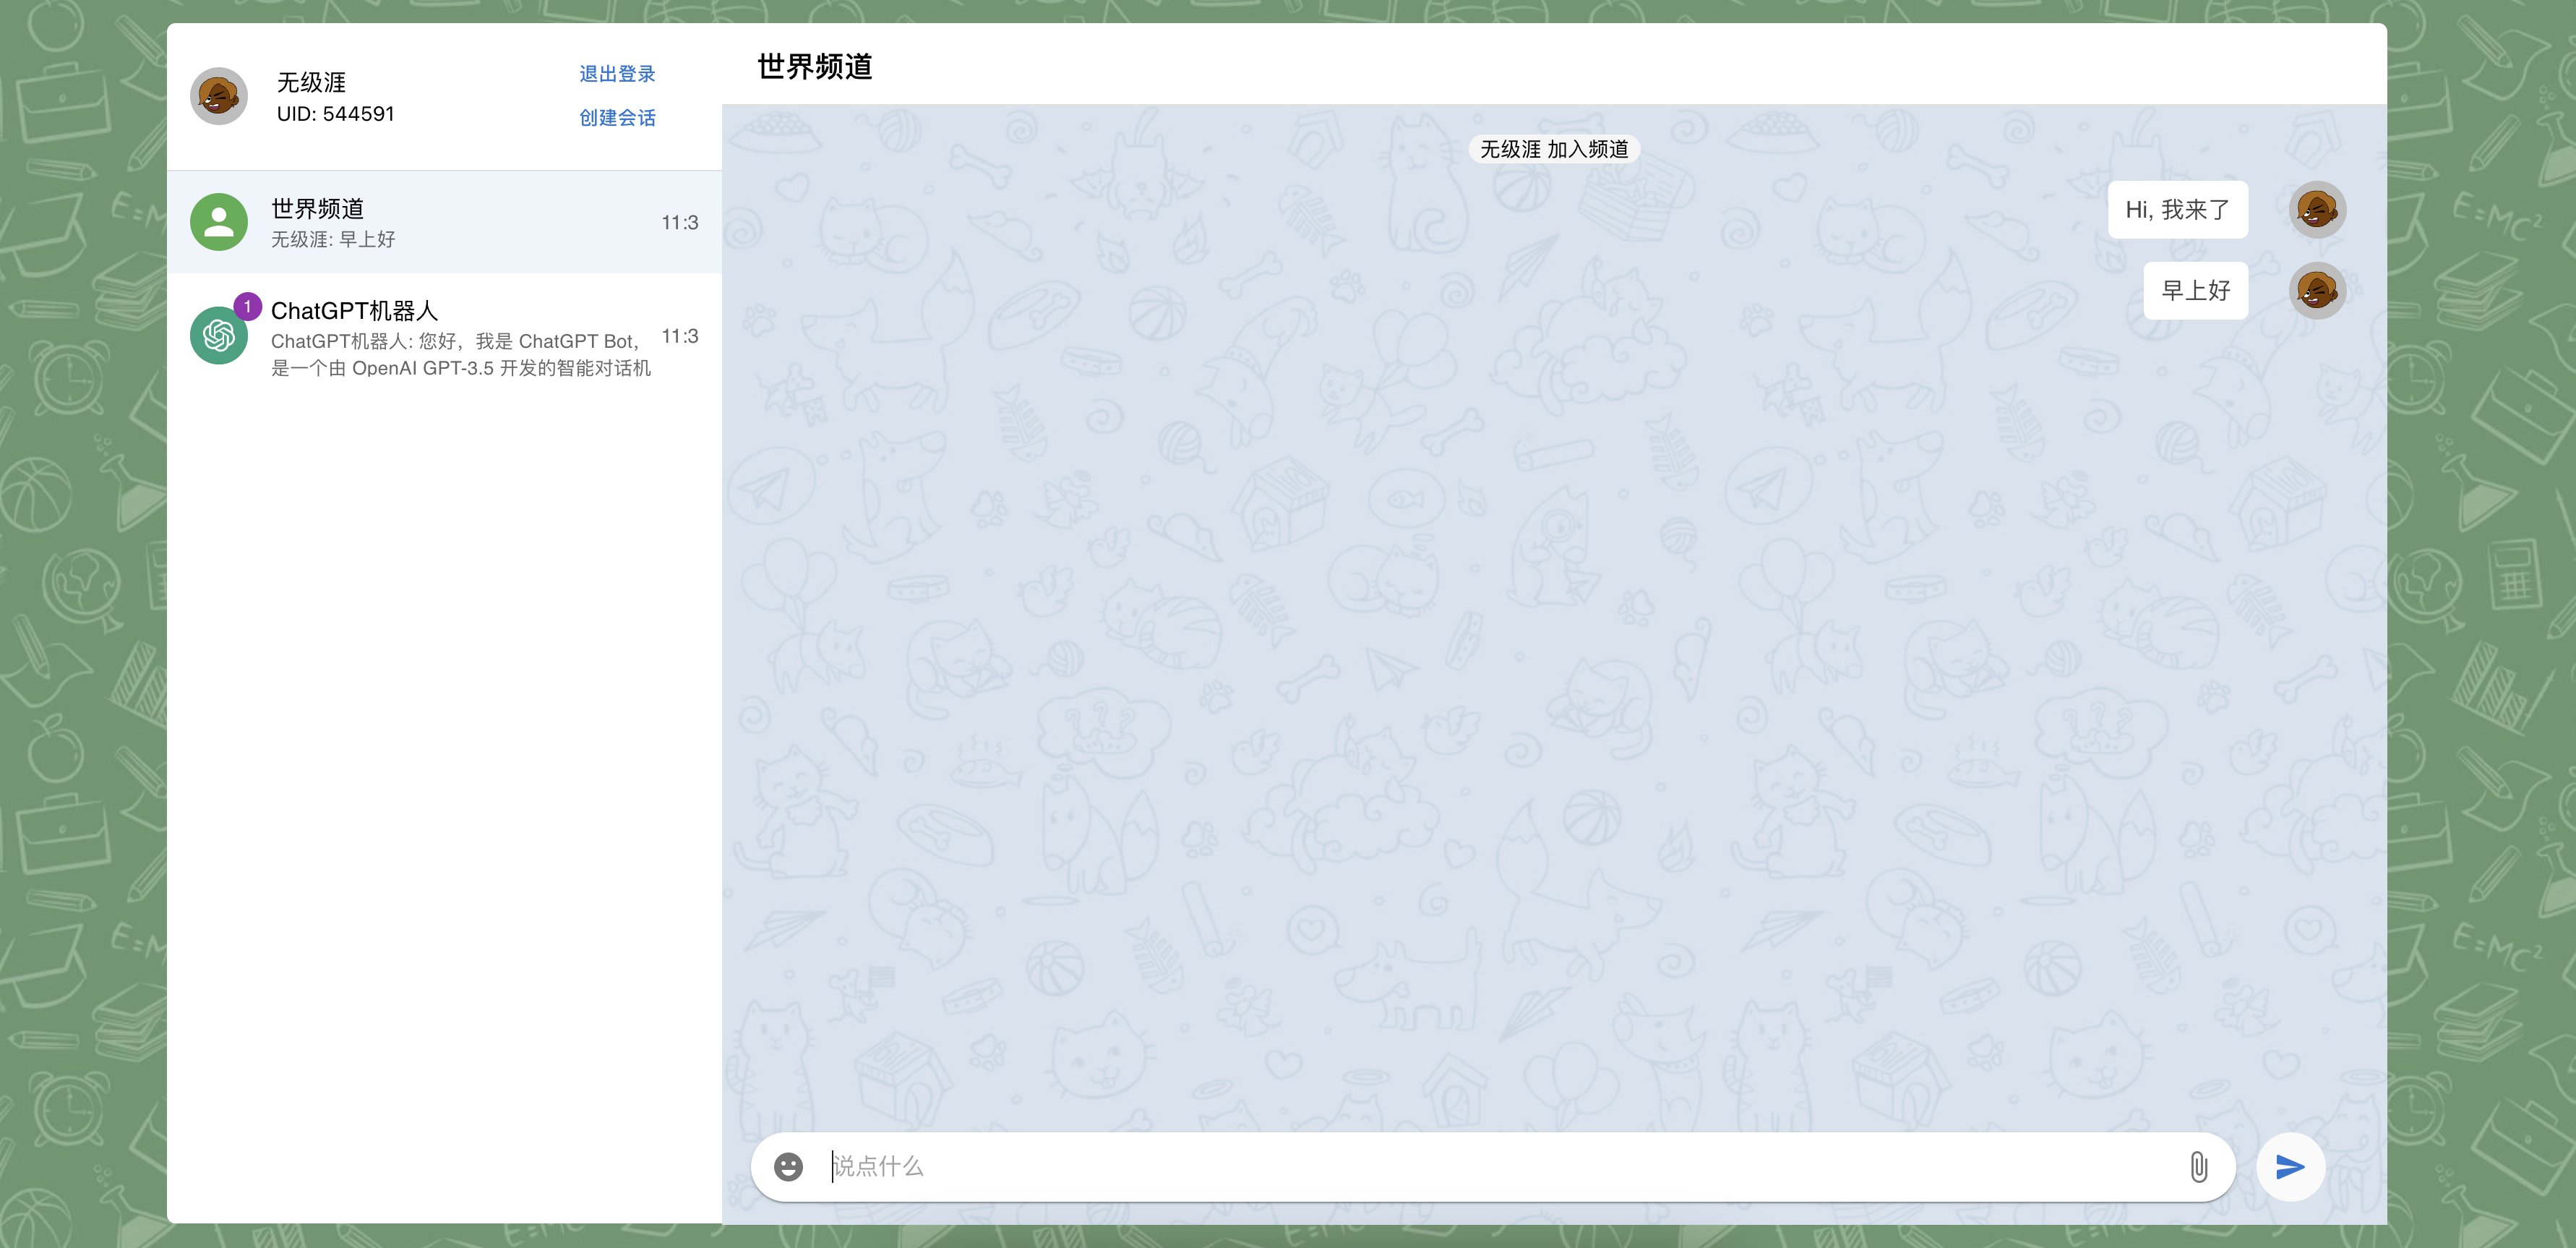 无级涯
UID: 544591
退出登录
创建会话
世界频道
无级涯: 早上好
11:3
1
ChatGPT机器人
ChatGPT机器人: 您好，我是 ChatGPT Bot，
是一个由 OpenAI GPT-3.5 开发的智能对话机
11:3
世界频道
无级涯 加入频道
Hi, 我来了
早上好
说点什么
E=MC²
E=MC²